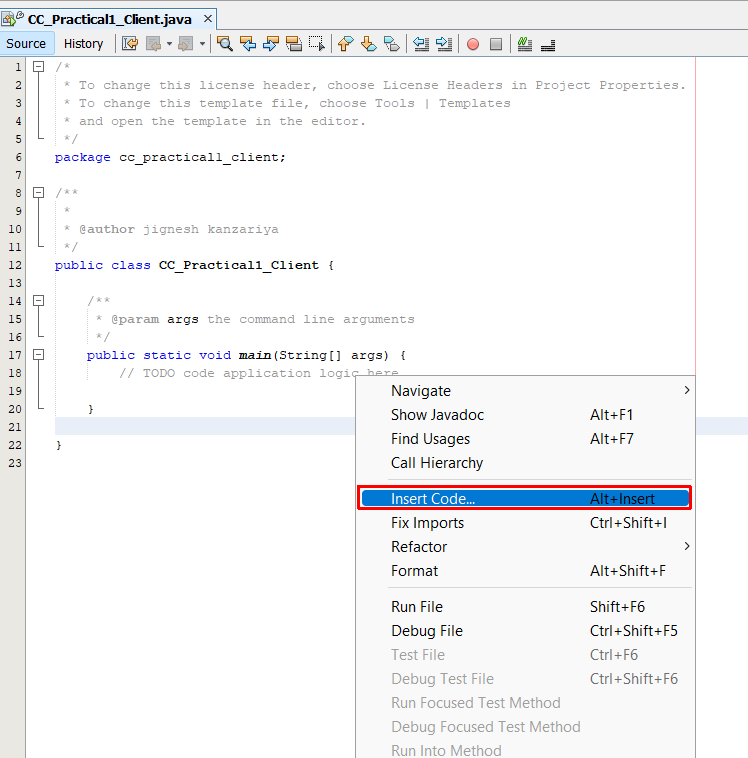 CC_Practical1_Client.java
Source History
1 /*
2 * To change this license header, choose License Headers in Project Properties.
3 * To change this template file, choose Tools | Templates
4 * and open the template in the editor.
5 */
6 package cc_practical1_client;
7
8 /**
9 *
10 * @author jignesh kanzariya
11 */
12 public class CC_Practical1_Client {
13
14 /**
15 * @param args the command line arguments
16 */
17 public static void main(String[] args) {
18 // TODO code application logic here
19
20 }
21
22 }
23
Navigate
Show Javadoc Alt+F1
Find Usages Alt+F7
Call Hierarchy
Insert Code... Alt+Insert
Fix Imports Ctrl+Shift+I
Refactor
Format Alt+Shift+F
Run File Shift+F6
Debug File Ctrl+Shift+F5
Test File Ctrl+F6
Debug Test File Ctrl+Shift+F6
Run Focused Test Method
Debug Focused Test Method
Run Into Method